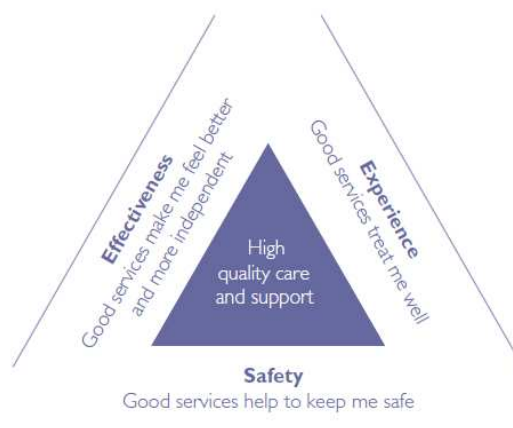 Effectiveness
Good services make me feel better
and more independent
Experience
Good services treat me well
High
quality care
and support
Safety
Good services help to keep me safe